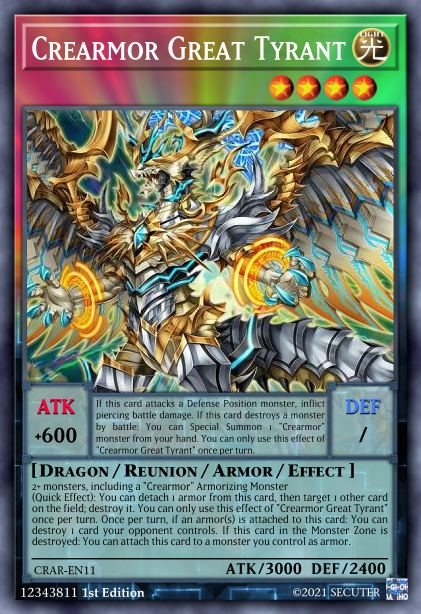 CREARMOR GREAT TYRANT
LIGHT
光
ATK
+600
If this card attacks a Defense Position monster, inflict
piercing battle damage. If this card destroys a monster
by battle: You can Special Summon 1 "Crearmor"
monster from your hand. You can only use this effect of
"Crearmor Great Tyrant" once per turn.
DEF
/
[ DRAGON / REUNION / ARMOR / EFFECT ]
2+ monsters, including a "Crearmor" Armorizing Monster
(Quick Effect): You can detach 1 armor from this card, then target 1 other card
on the field; destroy it. You can only use this effect of "Crearmor Great Tyrant"
once per turn. Once per turn, if an armor(s) is attached to this card: You can
destroy 1 card your opponent controls. If this card in the Monster Zone is
destroyed: You can attach this card to a monster you control as armor.
CRAR-EN11
ATK/3000 DEF/2400
12343811 1st Edition
©2021 SECUTER